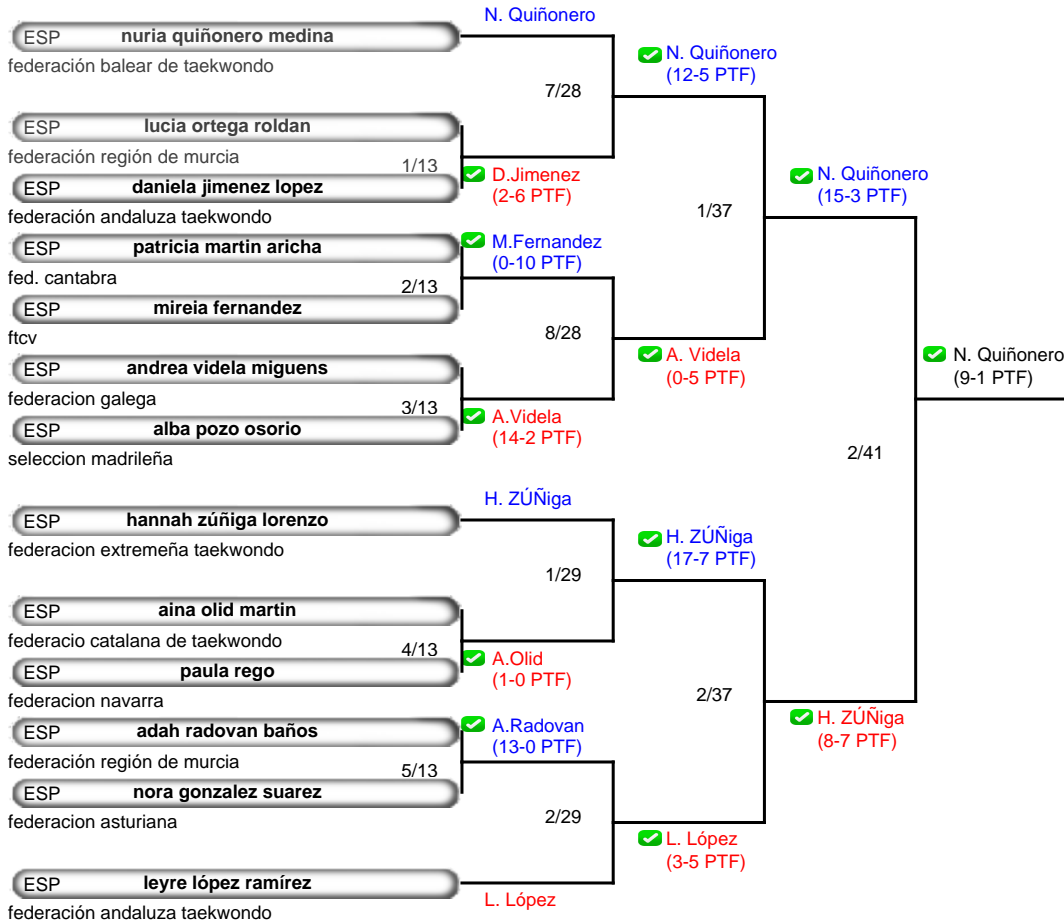 N. Quiñonero
ESP nuria quiñonero medina
federación balear de taekwondo
N. Quiñonero
(12-5 PTF)
7/28
ESP lucia ortega roldan
federación región de murcia
1/13
D.Jimenez
(2-6 PTF)
ESP daniela jimenez lopez
federación andaluza taekwondo
N. Quiñonero
(15-3 PTF)
1/37
ESP patricia martin aricha
fed. cantabra
M.Fernandez
(0-10 PTF)
2/13
ESP mireia fernandez
ftcv
8/28
A. Videla
(0-5 PTF)
ESP andrea videla miguens
federacion galega
3/13
A.Videla
(14-2 PTF)
ESP alba pozo osorio
seleccion madrileña
N. Quiñonero
(9-1 PTF)
2/41
H. ZÚÑiga
ESP hannah zúñiga lorenzo
federacion extremeña taekwondo
H. ZÚÑiga
(17-7 PTF)
1/29
ESP aina olid martin
federacio catalana de taekwondo
4/13
A.Olid
(1-0 PTF)
ESP paula rego
federacion navarra
2/37
H. ZÚÑiga
(8-7 PTF)
ESP adah radovan baños
federación región de murcia
A.Radovan
(13-0 PTF)
5/13
ESP nora gonzalez suarez
federacion asturiana
2/29
L. López
(3-5 PTF)
ESP leyre lópez ramírez
federación andaluza taekwondo
L. López